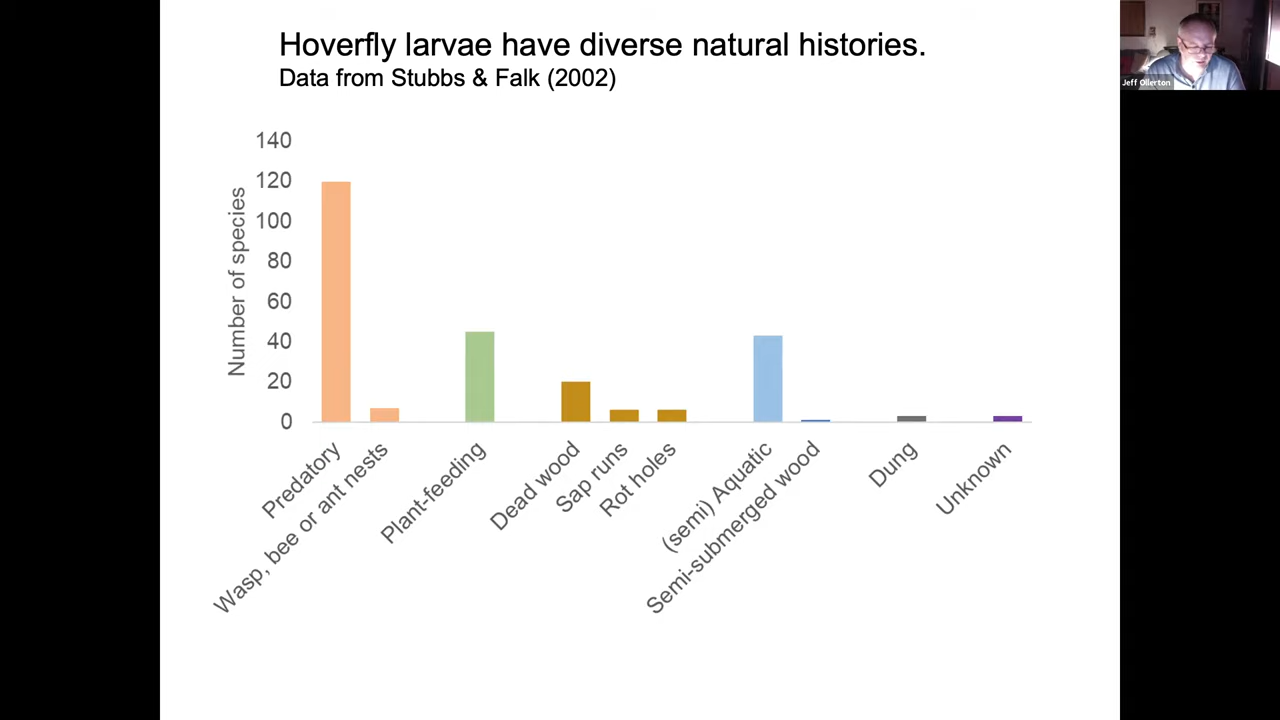 Hoverfly larvae have diverse natural histories.
Data from Stubbs & Falk (2002)
Jeff Ollerton
Number of species
140
120
100
80
60
40
20
0
Predatory
Wasp, bee or ant nests
Plant-feeding
Dead wood
Sap runs
Rot holes
(semi) Aquatic
Semi-submerged wood
Dung
Unknown